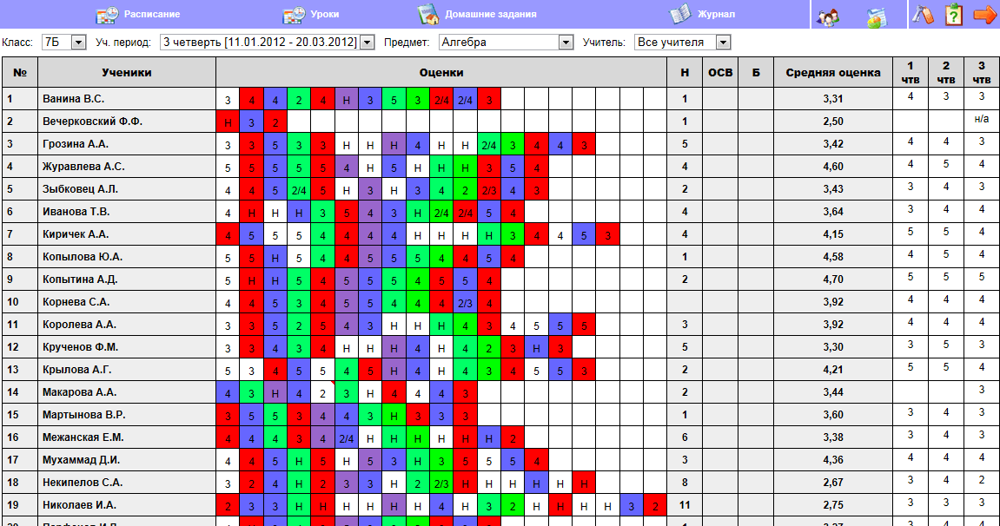 Расписание Уроки Домашние задания Журнал
Класс: 7Б Уч. период: 3 четверть [11.01.2012 - 20.03.2012] Предмет: Алгебра Учитель: Все учителя
№ Ученики Оценки Н ОСВ Б Средняя оценка 1 чтв 2 чтв 3 чтв
1 Ванина В.С. 3 4 4 2 4 Н 3 5 3 2/4 2/4 3 1 3,31 4 3 3
2 Вечерковский Ф.Ф. Н 3 2 1 2,50 н/а
3 Грозина А.А. 3 3 5 3 3 Н Н Н 4 Н Н 2/4 3 4 4 3 5 3,42 4 4 3
4 Журавлева А.С. 5 5 5 5 5 4 Н 5 Н Н Н 3 5 4 4 4,60 4 5 4
5 Зыбковец А.Л. 4 4 5 2/4 5 Н 3 Н 3 4 2 2/3 4 3 2 3,43 3 4 3
6 Иванова Т.В. 4 Н Н Н 3 5 4 3 Н 2/4 2/4 5 4 4 3,64 3 4 4
7 Киричек А.А. 4 5 5 5 4 4 4 4 Н Н Н Н 3 4 4 5 3 4 4,15 5 5 4
8 Копылова Ю.А. 5 5 Н 5 4 4 5 5 5 4 4 5 4 1 4,58 4 5 4
9 Копытина А.Д. 5 Н Н 5 4 5 5 5 4 5 5 4 2 4,70 5 5 5
10 Корнева С.А. 4 4 5 3 4 5 5 4 4 4 2/3 4 3,92 4 4 4
11 Королева А.А. 3 3 5 2 5 4 3 Н Н Н 4 3 4 5 5 5 3 3,92 4 4 4
12 Крученов Ф.М. 3 3 4 3 4 Н Н Н 4 Н 4 2 3 Н 3 5 3,30 3 5 3
13 Крылова А.Г. 5 3 4 5 5 4 5 Н 4 Н 4 3 4 5 5 3 2 4,21 5 5 4
14 Макарова А.А. 4 3 Н 4 2 3 Н 4 4 4 3 2 3,44 3
15 Мартынова В.Р. 3 5 5 3 4 4 3 Н 3 3 3 1 3,60 3 4 3
16 Межанская Е.М. 4 4 4 3 4 2/4 Н Н Н Н Н Н 2 6 3,38 3 4 3
17 Мухаммад Д.И. 4 4 5 Н 5 Н 5 3 Н 3 5 5 5 4 3 4,36 4 4 4
18 Некипелов С.А. 3 2 4 Н 2 3 3 Н 2 2/3 Н Н Н Н Н Н 8 2,67 3 4 2
19 Николаев И.А. 2 3 3 Н Н Н Н Н Н 4 Н 3 2 Н Н Н Н 3 2 11 2,75 3 3 3